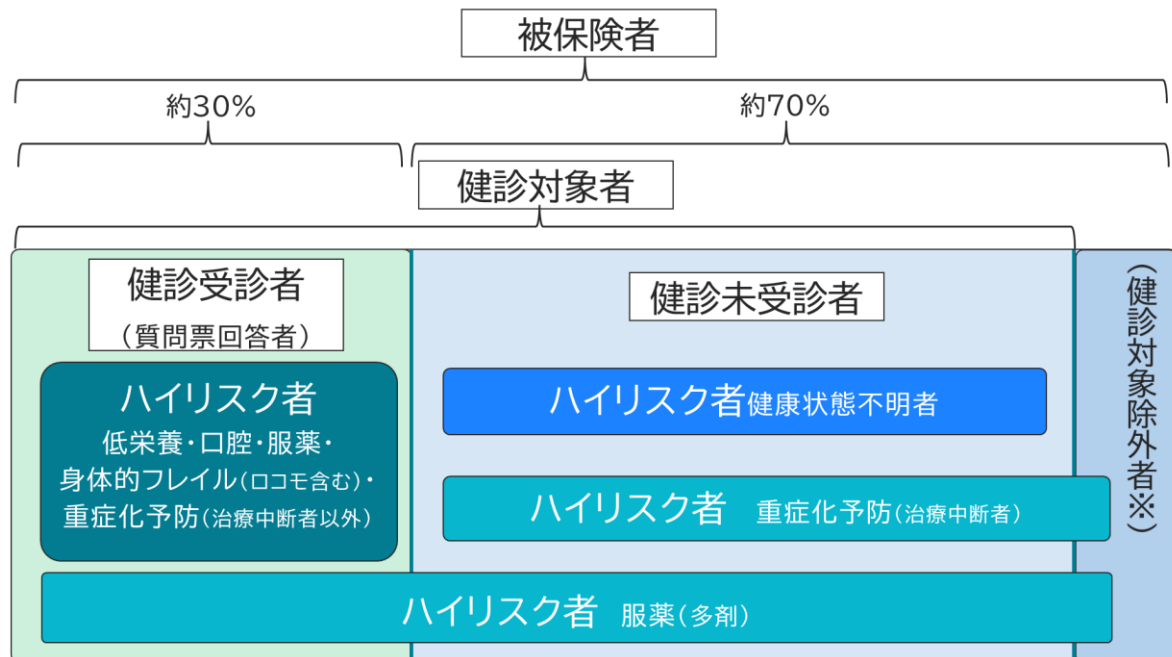 被保険者
約30%
約70%
健診対象者
健診受診者
(質問票回答者)
健診未受診者
(健診対象除外者※)
ハイリスク者
低栄養・口腔・服薬・
身体的フレイル(ロコモ含む)・
重症化予防(治療中断者以外)
ハイリスク者健康状態不明者
ハイリスク者 重症化予防(治療中断者)
ハイリスク者 服薬(多剤)